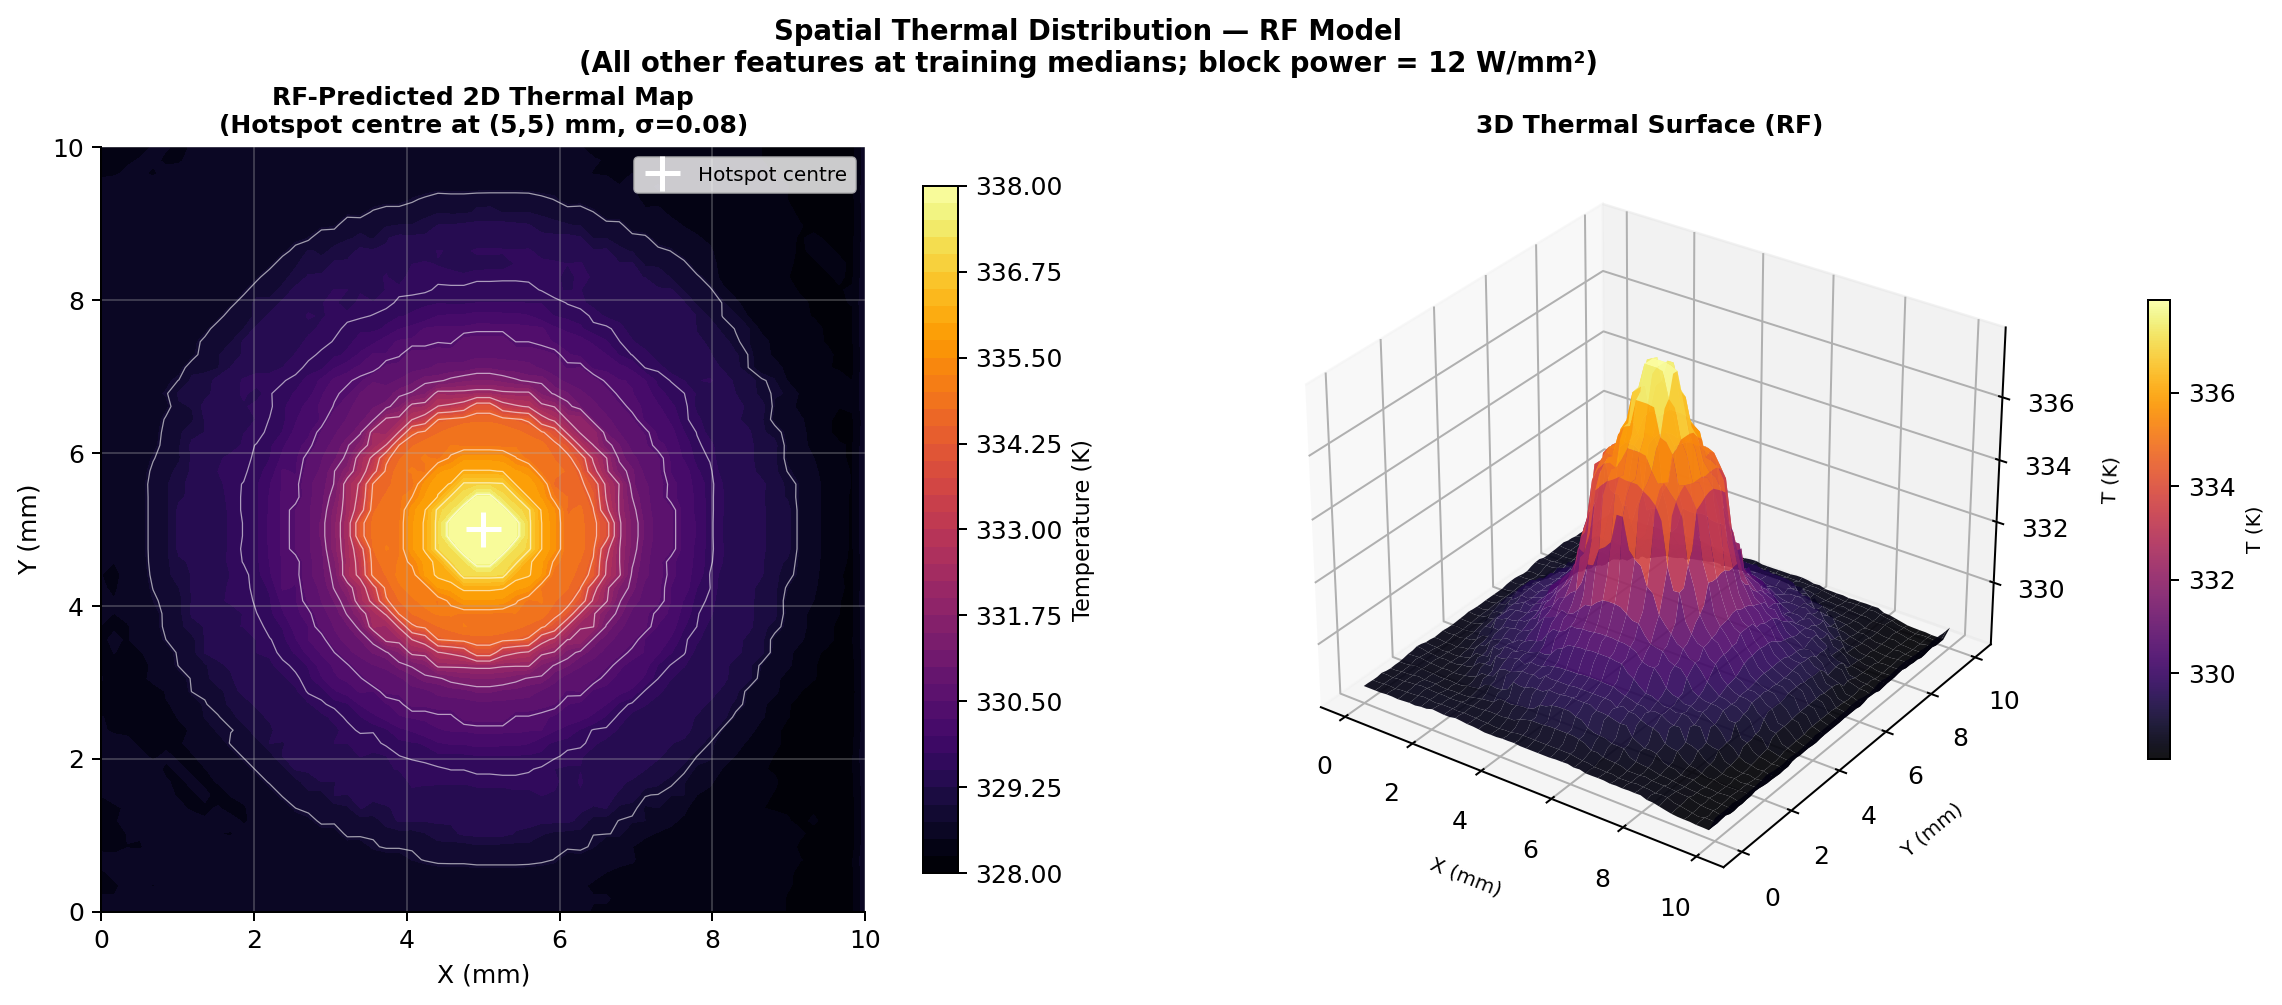 Spatial Thermal Distribution — RF Model
(All other features at training medians; block power = 12 W/mm²)
RF-Predicted 2D Thermal Map
(Hotspot centre at (5,5) mm, σ=0.08)
Hotspot centre
10
8
6
4
2
0
Y (mm)
0 2 4 6 8 10
X (mm)
338.00
336.75
335.50
334.25
333.00
331.75
330.50
329.25
328.00
Temperature (K)
3D Thermal Surface (RF)
0 2 4 6 8 10
X (mm)
0 2 4 6 8 10
Y (mm)
336
334
332
330
T (K)
336
334
332
330
T (K)